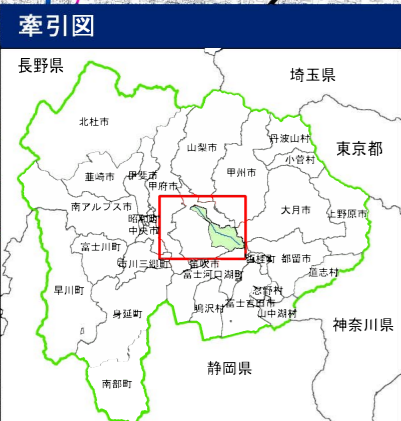 牽引図
長野県
埼玉県
北杜市
丹波山村
山梨市
東京都
小菅村
韮崎市
甲斐市
甲州市
甲府市
南アルプス市
昭和町
大月市
上野原市
中央市
富士川町
市川三郷町
笛吹市
西桂町
都留市
富士河口湖町
道志村
早川町
忍野村
身延町
鳴沢村
富士吉田市
山中湖村
神奈川県
静岡県
南部町